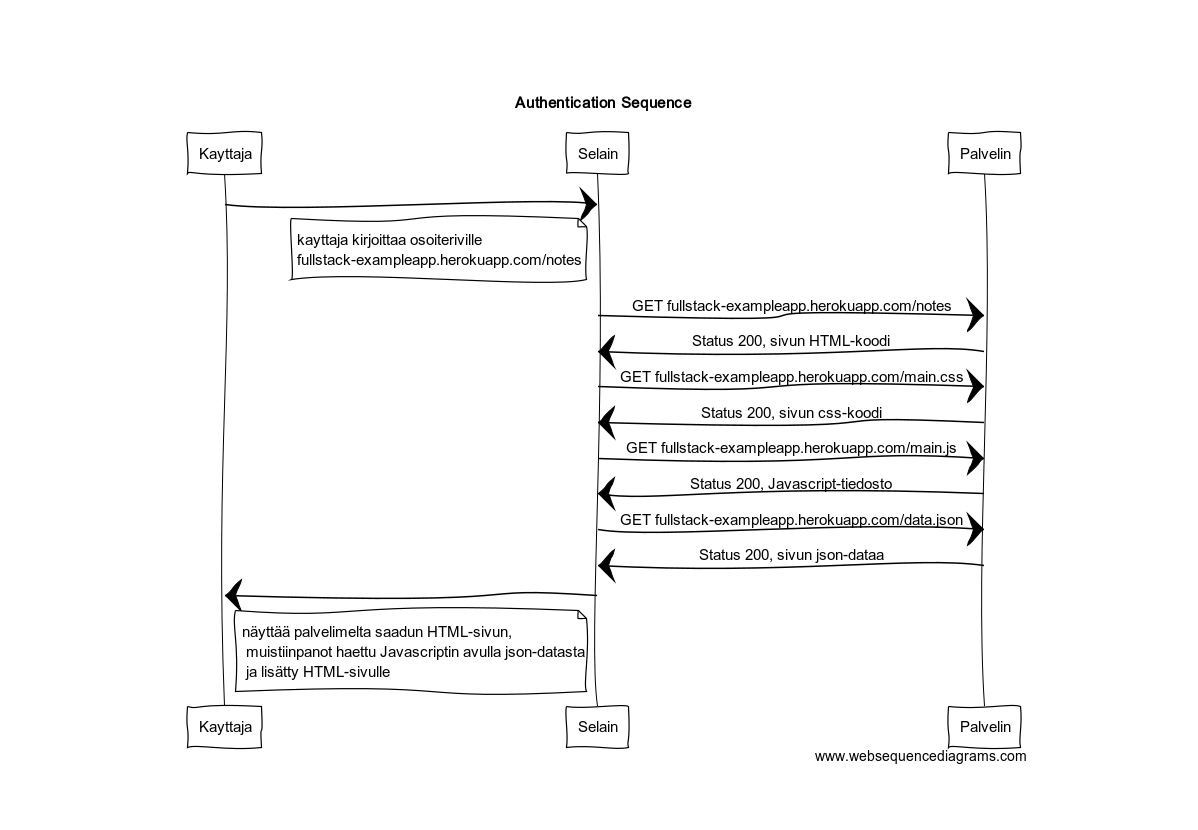 Authentication Sequence
Kayttaja
Selain
Palvelin
kayttaja kirjoittaa osoiteriville
fullstack-exampleapp.herokuapp.com/notes
GET fullstack-exampleapp.herokuapp.com/notes
Status 200, sivun HTML-koodi
GET fullstack-exampleapp.herokuapp.com/main.css
Status 200, sivun css-koodi
GET fullstack-exampleapp.herokuapp.com/main.js
Status 200, Javascript-tiedosto
GET fullstack-exampleapp.herokuapp.com/data.json
Status 200, sivun json-dataa
näyttää palvelimelta saadun HTML-sivun,
muistiinpanot haettu Javascriptin avulla json-datasta
ja lisätty HTML-sivulle
Kayttaja
Selain
Palvelin
www.websequencediagrams.com